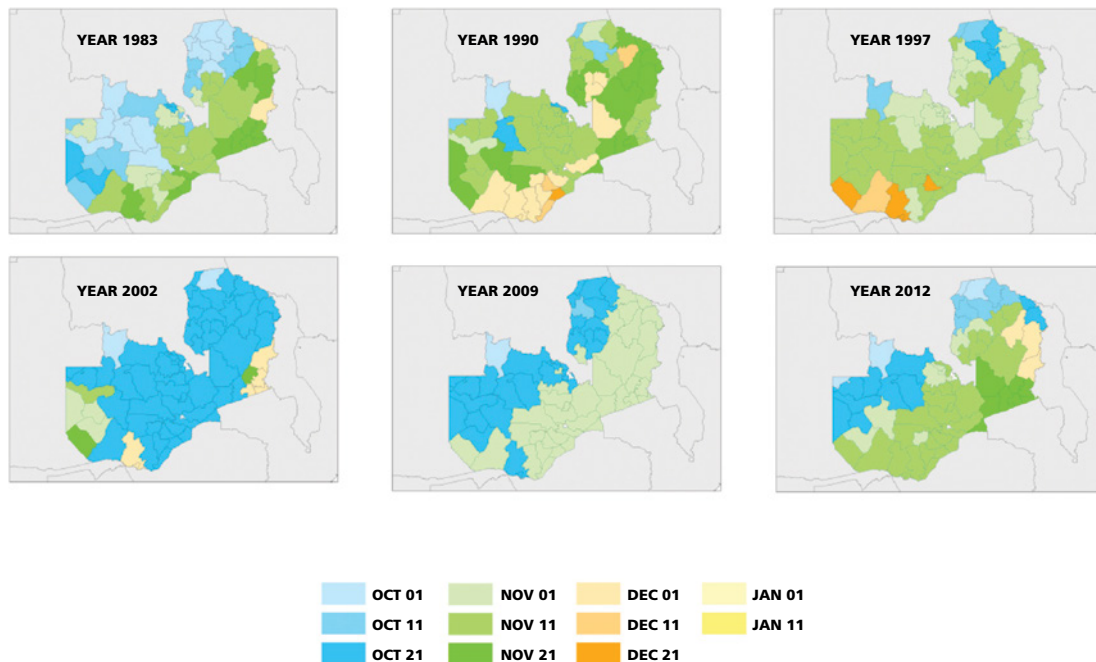 YEAR 1983
YEAR 1990
YEAR 1997
YEAR 2002
YEAR 2009
YEAR 2012
OCT 01
NOV 01
DEC 01
JAN 01
OCT 11
NOV 11
DEC 11
JAN 11
OCT 21
NOV 21
DEC 21